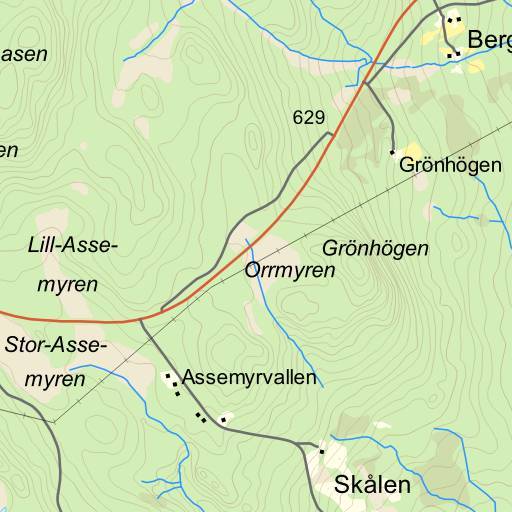 Berg
asen
629
en
Grönhögen
Lill-Asse-
myren
Grönhögen
Orrmyren
Stor-Asse-
myren
Assemyrvallen
Skålen